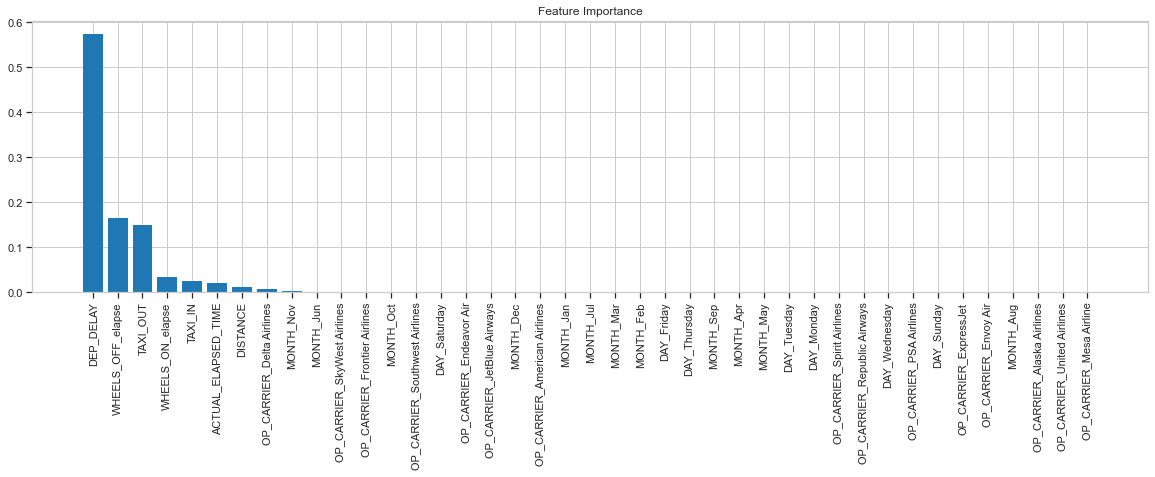 Feature Importance
0.6
0.5
0.4
0.3
0.2
0.1
0.0
DEP_DELAY
WHEELS_OFF_elapse
TAXI_OUT
WHEELS_ON_elapse
TAXI_IN
ACTUAL_ELAPSED_TIME
DISTANCE
OP_CARRIER_Delta Airlines
MONTH_Nov
MONTH_Jun
OP_CARRIER_SkyWest Airlines
OP_CARRIER_Frontier Airlines
MONTH_Oct
OP_CARRIER_Southwest Airlines
DAY_Saturday
OP_CARRIER_Endeavor Air
OP_CARRIER_JetBlue Airways
MONTH_Dec
OP_CARRIER_American Airlines
MONTH_Jan
MONTH_Jul
MONTH_Mar
MONTH_Feb
DAY_Friday
DAY_Thursday
MONTH_Sep
MONTH_Apr
MONTH_May
DAY_Tuesday
DAY_Monday
OP_CARRIER_Spirit Airlines
OP_CARRIER_Republic Airways
DAY_Wednesday
OP_CARRIER_PSA Airlines
DAY_Sunday
OP_CARRIER_ExpressJet
OP_CARRIER_Envoy Air
MONTH_Aug
OP_CARRIER_Alaska Airlines
OP_CARRIER_United Airlines
OP_CARRIER_Mesa Airline